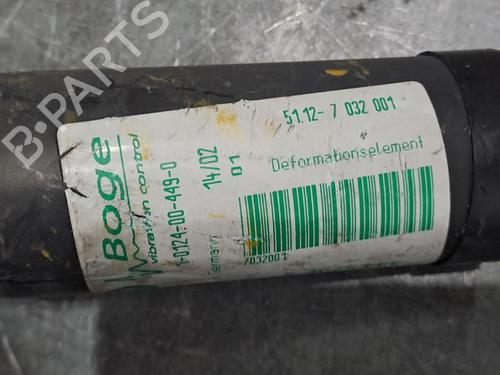 B-PARTS
Boge
vibration control
1-0124-00-449-0
14/02
01
Germany
51.12- 7 032 001
Deformationselement
7032001